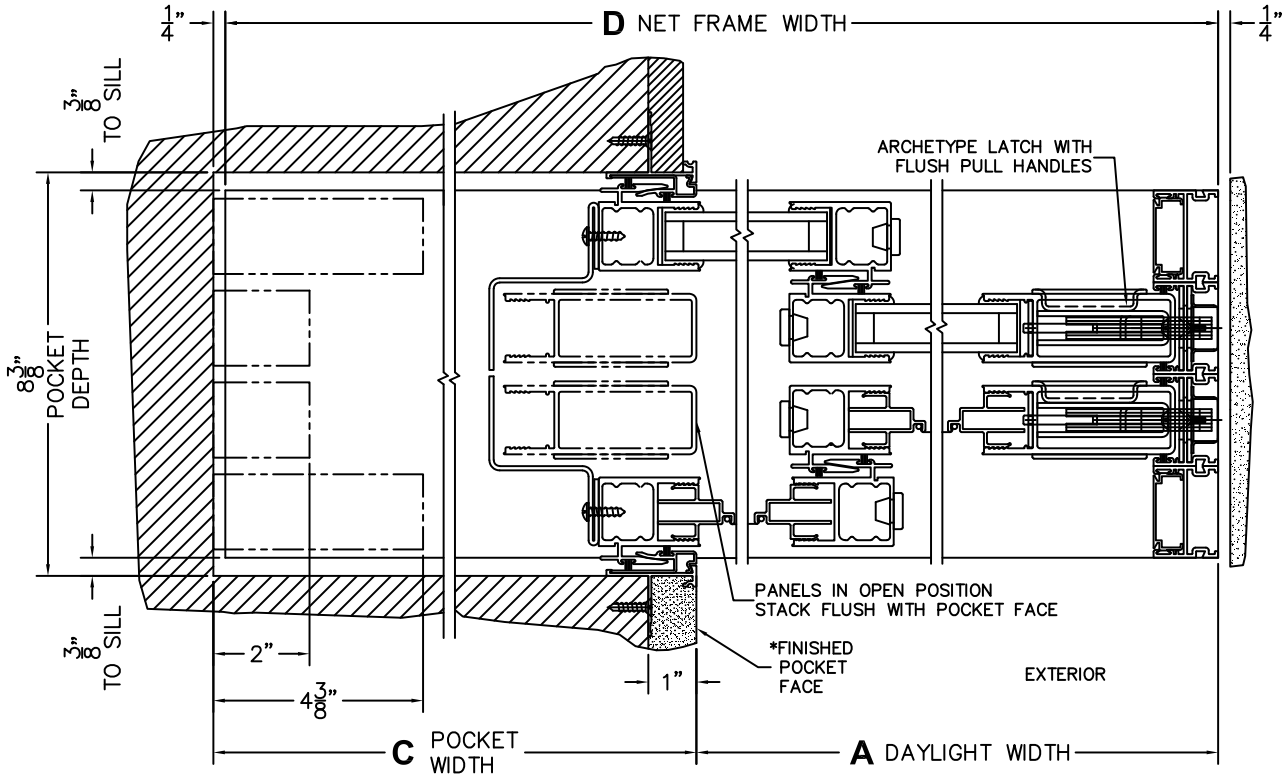 1/4"
D NET FRAME WIDTH
1/4"
3/8"
TO SILL
ARCHETYPE LATCH WITH
FLUSH PULL HANDLES
8 3/8"
POCKET
DEPTH
PANELS IN OPEN POSITION
STACK FLUSH WITH POCKET FACE
*FINISHED
POCKET
FACE
EXTERIOR
3/8"
TO SILL
2"
1"
4 3/8"
C POCKET
WIDTH
A DAYLIGHT WIDTH